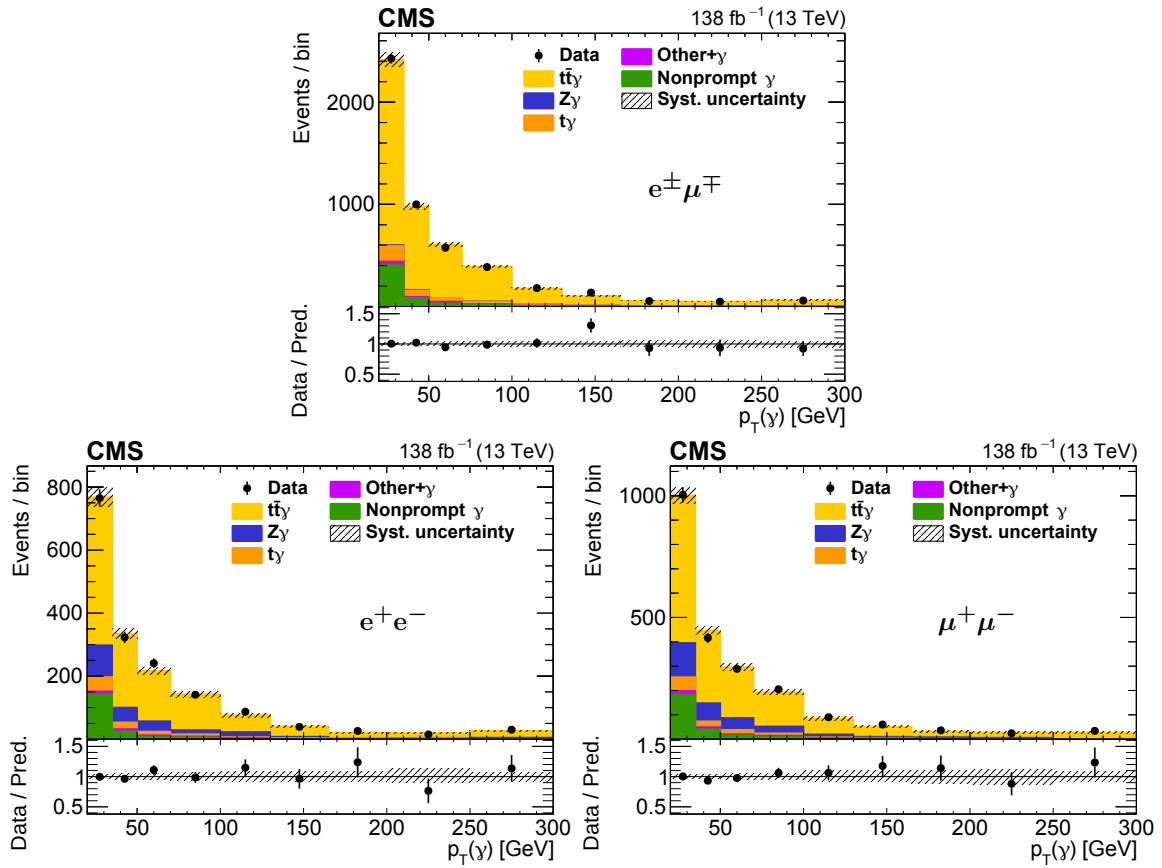 CMS 138 fb⁻¹ (13 TeV)
Events / bin
2000
1000
Data
tt̄γ
Zγ
tγ
Other+γ
Nonprompt γ
Syst. uncertainty
e±μ∓
Data / Pred.
1.5
1
0.5
50 100 150 200 250 300
p_T(γ) [GeV]
CMS 138 fb⁻¹ (13 TeV)
Events / bin
800
600
400
200
Data
tt̄γ
Zγ
tγ
Other+γ
Nonprompt γ
Syst. uncertainty
e⁺e⁻
Data / Pred.
1.5
1
0.5
50 100 150 200 250 300
p_T(γ) [GeV]
CMS 138 fb⁻¹ (13 TeV)
Events / bin
1000
500
Data
tt̄γ
Zγ
tγ
Other+γ
Nonprompt γ
Syst. uncertainty
μ⁺μ⁻
Data / Pred.
1.5
1
0.5
50 100 150 200 250 300
p_T(γ) [GeV]